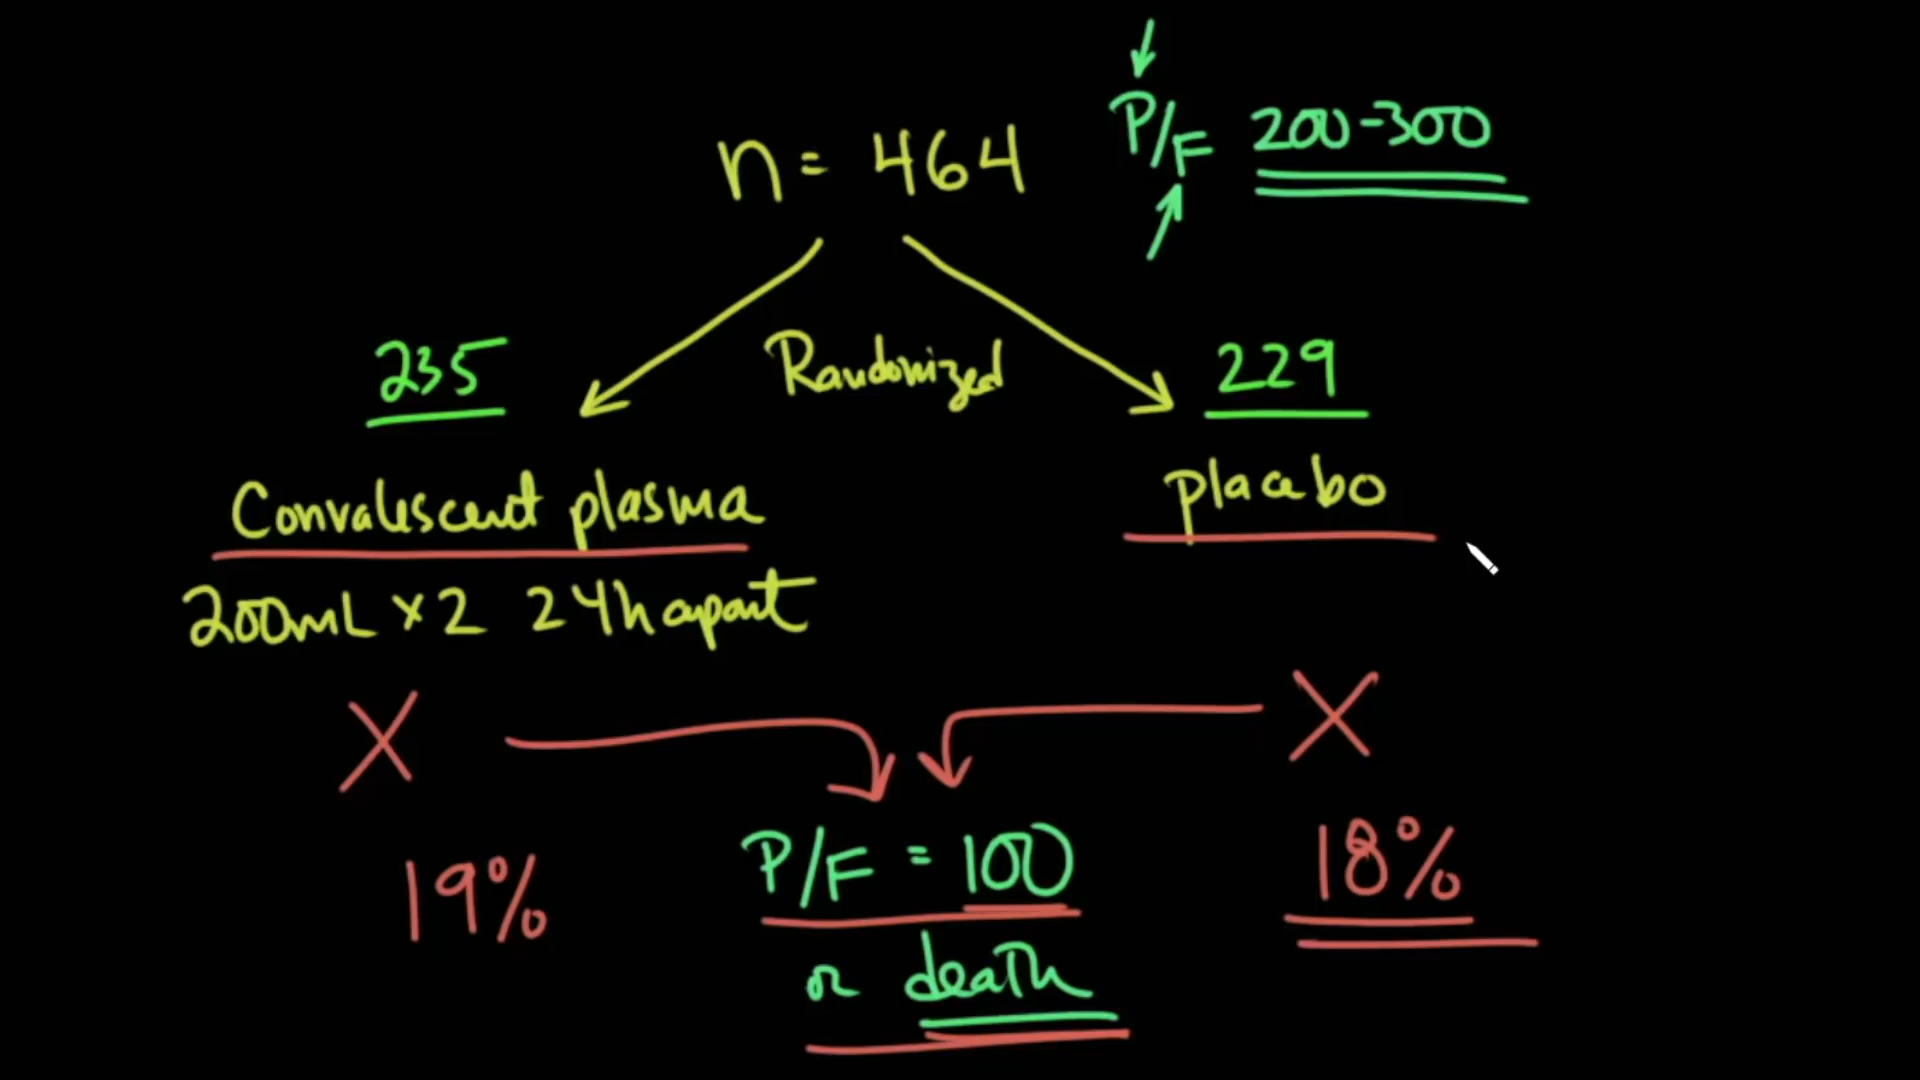 P/F 200-300
n = 464
Randomized
235
229
Convalescent plasma
placebo
200mL x 2 24h apart
X
X
19%
P/F = 100
18%
or death